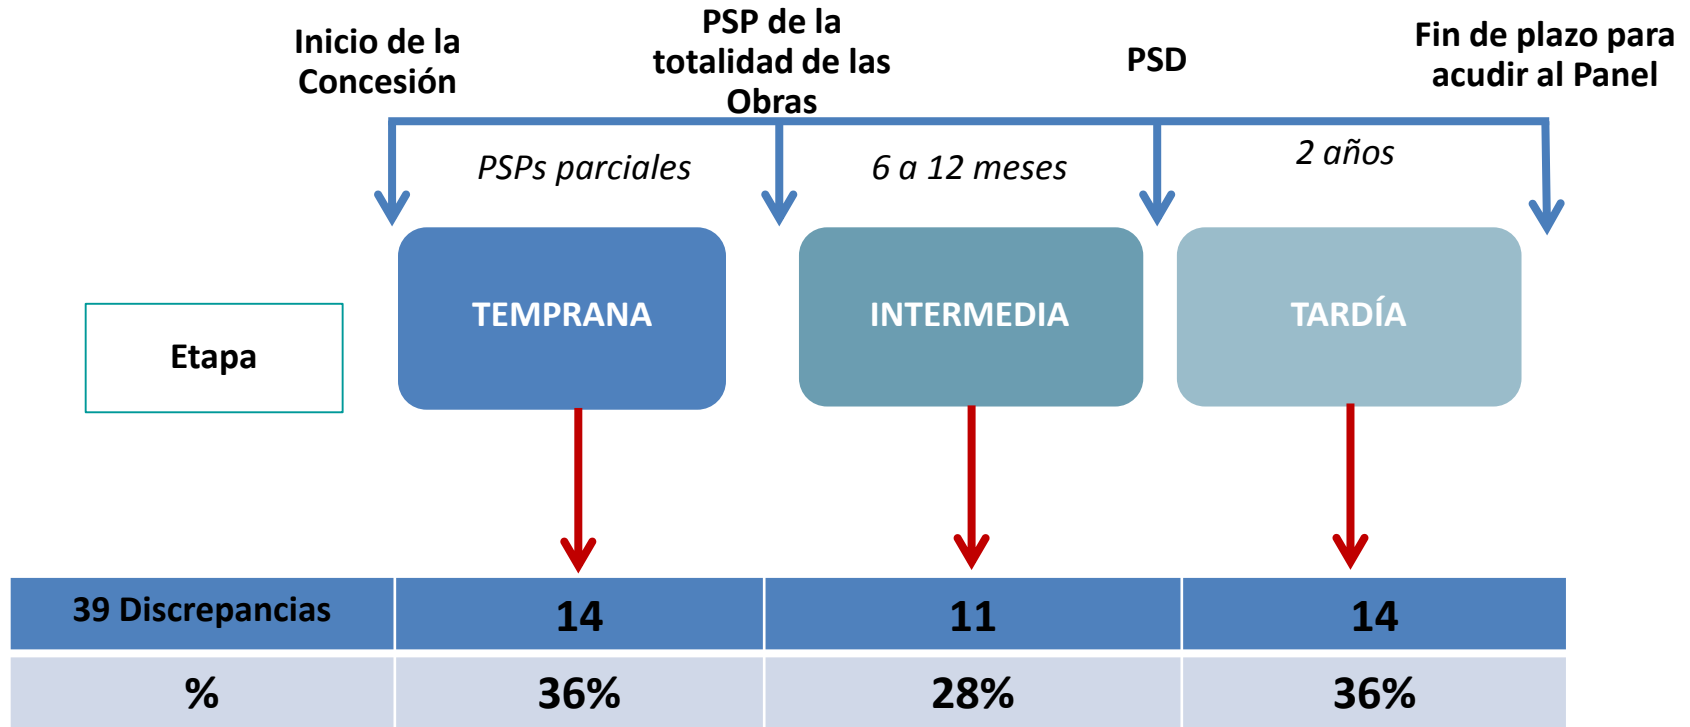 Inicio de la
Concesión
PSP de la
totalidad de las
Obras
PSD
Fin de plazo para
acudir al Panel
PSPs parciales
6 a 12 meses
2 años
Etapa
TEMPRANA
INTERMEDIA
TARDÍA
39 Discrepancias 14 11 14
% 36% 28% 36%